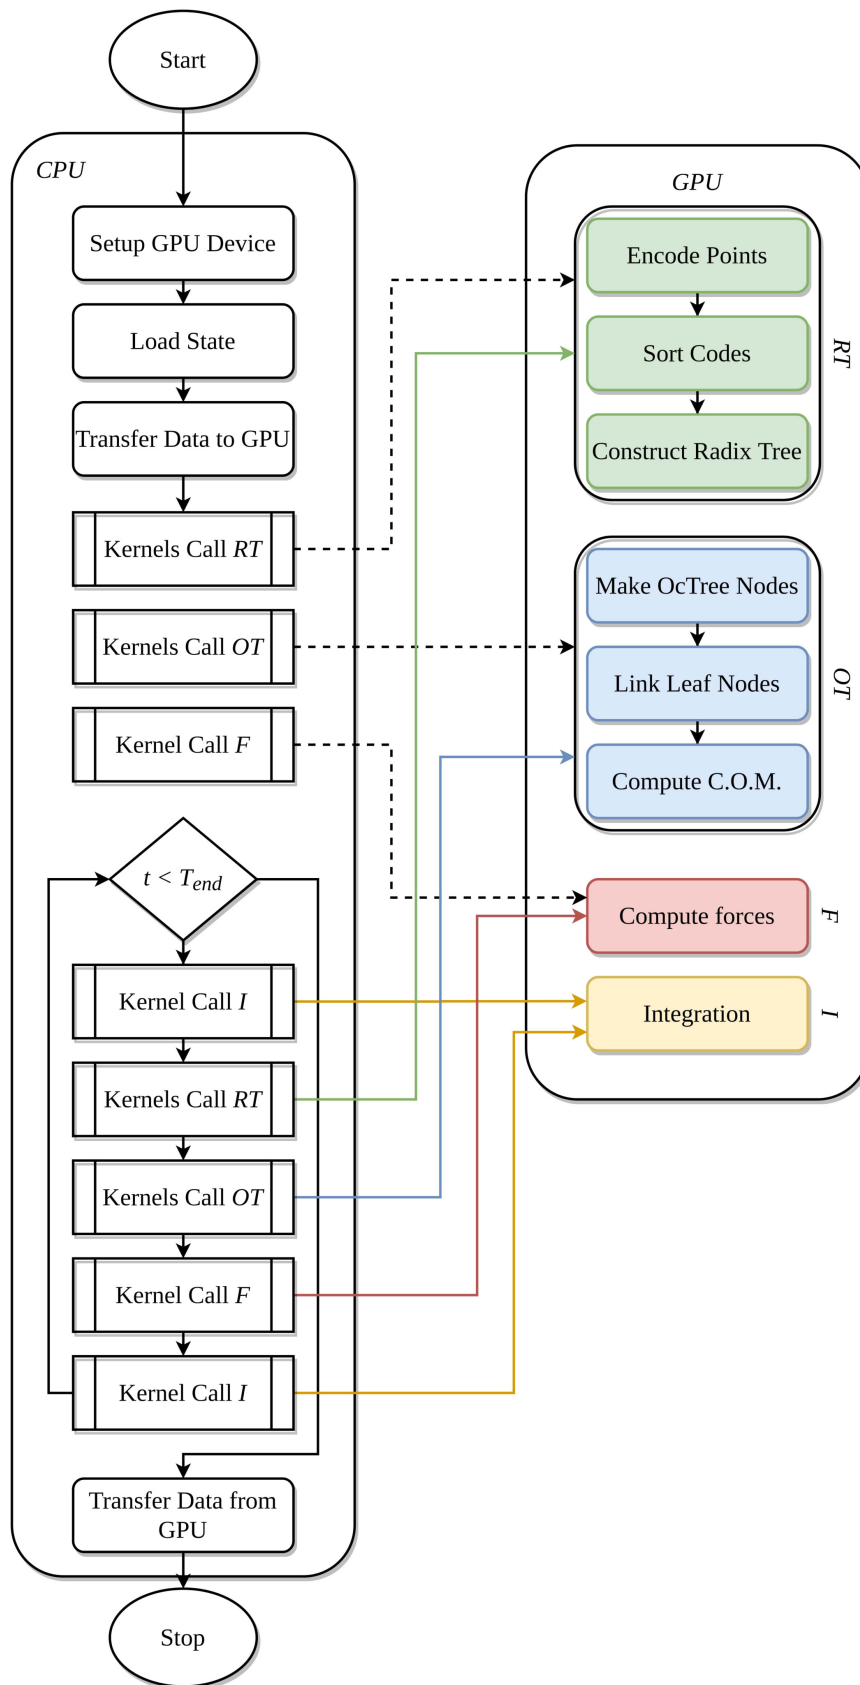 Start
CPU
Setup GPU Device
Load State
Transfer Data to GPU
Kernels Call RT
Kernels Call OT
Kernel Call F
t < Tend
Kernel Call I
Kernels Call RT
Kernels Call OT
Kernel Call F
Kernel Call I
Transfer Data from
GPU
Stop
GPU
Encode Points
Sort Codes
Construct Radix Tree
RT
Make OcTree Nodes
Link Leaf Nodes
Compute C.O.M.
OT
Compute forces
F
Integration
I